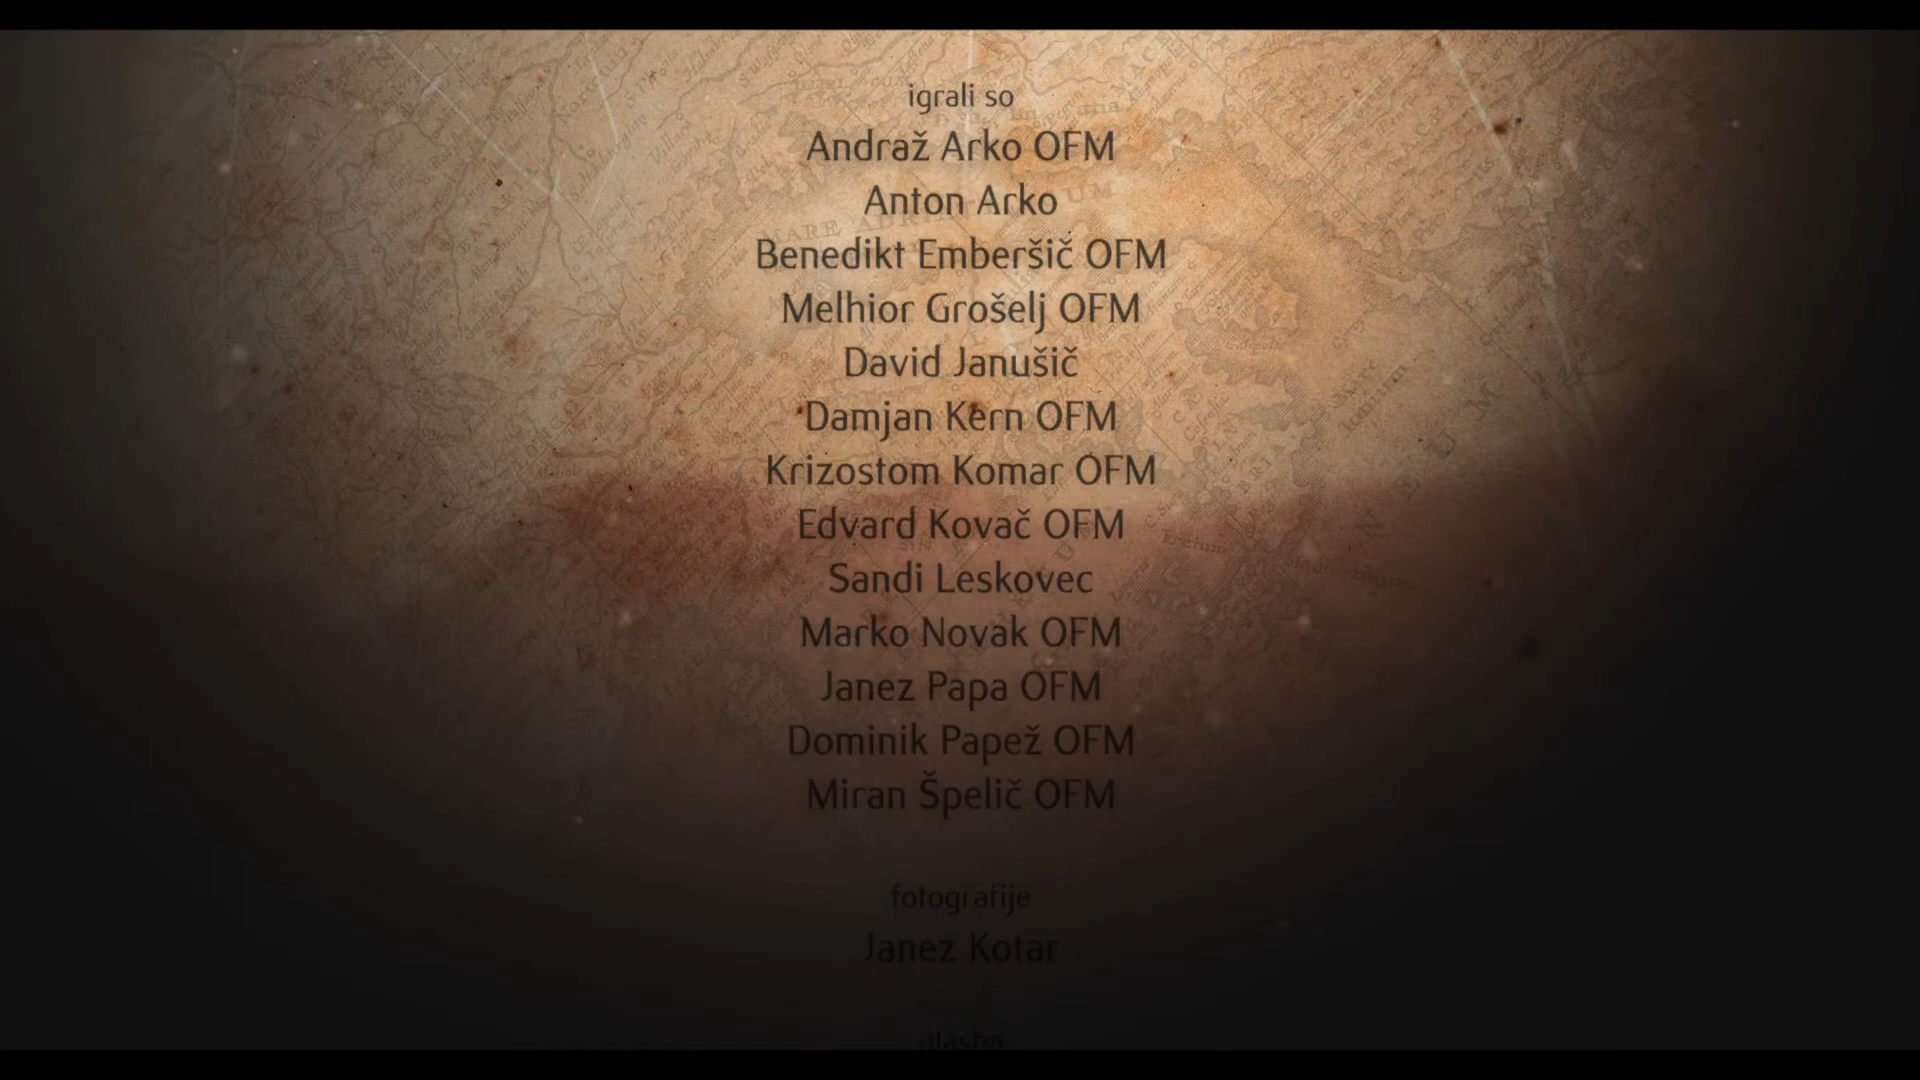 igrali so
Andraž Arko OFM
Anton Arko
Benedikt Emberšič OFM
Melhior Grošelj OFM
David Janušič
Damjan Kern OFM
Krizostom Komar OFM
Edvard Kovač OFM
Sandi Leskovec
Marko Novak OFM
Janez Papa OFM
Dominik Papež OFM
Miran Špelič OFM
fotografije
Janez Kotar